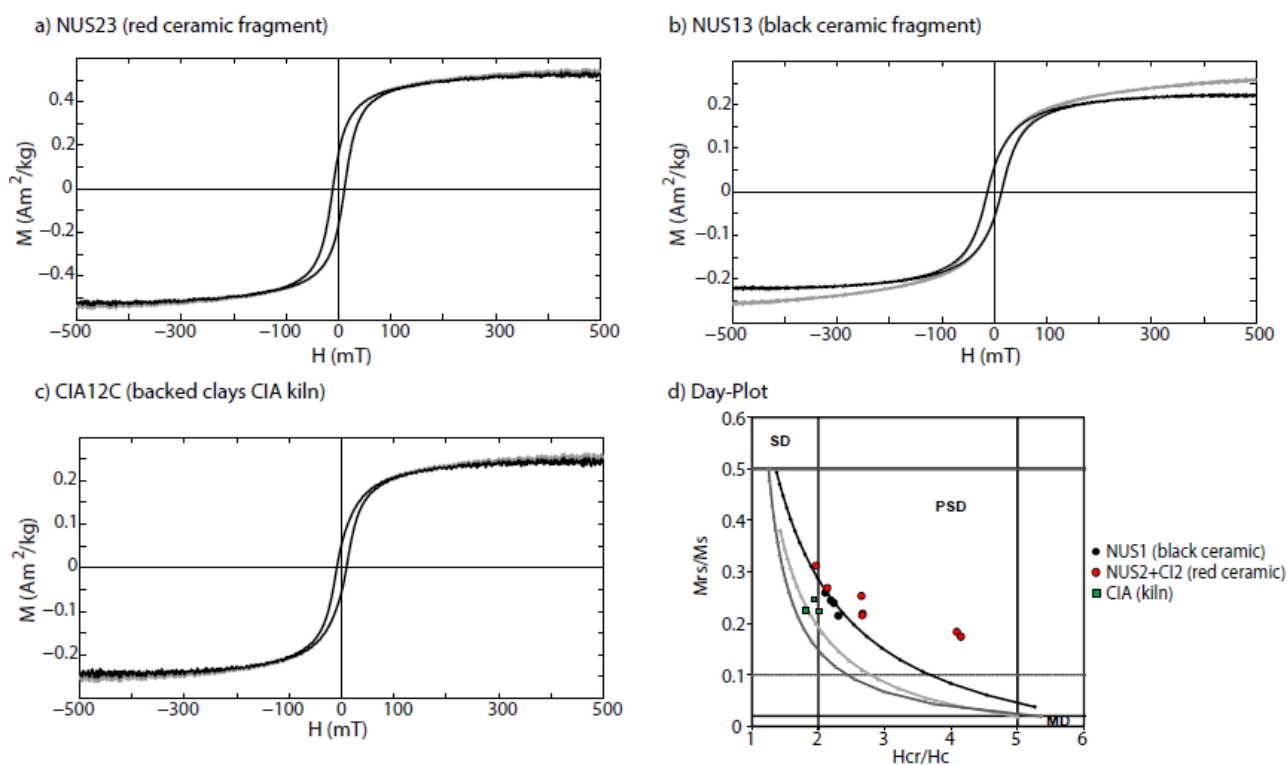 a) NUS23 (red ceramic fragment)
M (Am²/kg)
0.4
0.2
0
−0.2
−0.4
−500 −300 −100 0 100 300 500
H (mT)
b) NUS13 (black ceramic fragment)
M (Am²/kg)
0.2
0.1
0
−0.1
−0.2
−500 −300 −100 0 100 300 500
H (mT)
c) CIA12C (backed clays CIA kiln)
M (Am²/kg)
0.2
0.1
0
−0.1
−0.2
−500 −300 −100 0 100 300 500
H (mT)
d) Day-Plot
Mrs/Ms
0.6
0.5
0.4
0.3
0.2
0.1
0
SD
PSD
MD
1 2 3 4 5 6
Hcr/Hc
NUS1 (black ceramic)
NUS2+CI2 (red ceramic)
CIA (kiln)